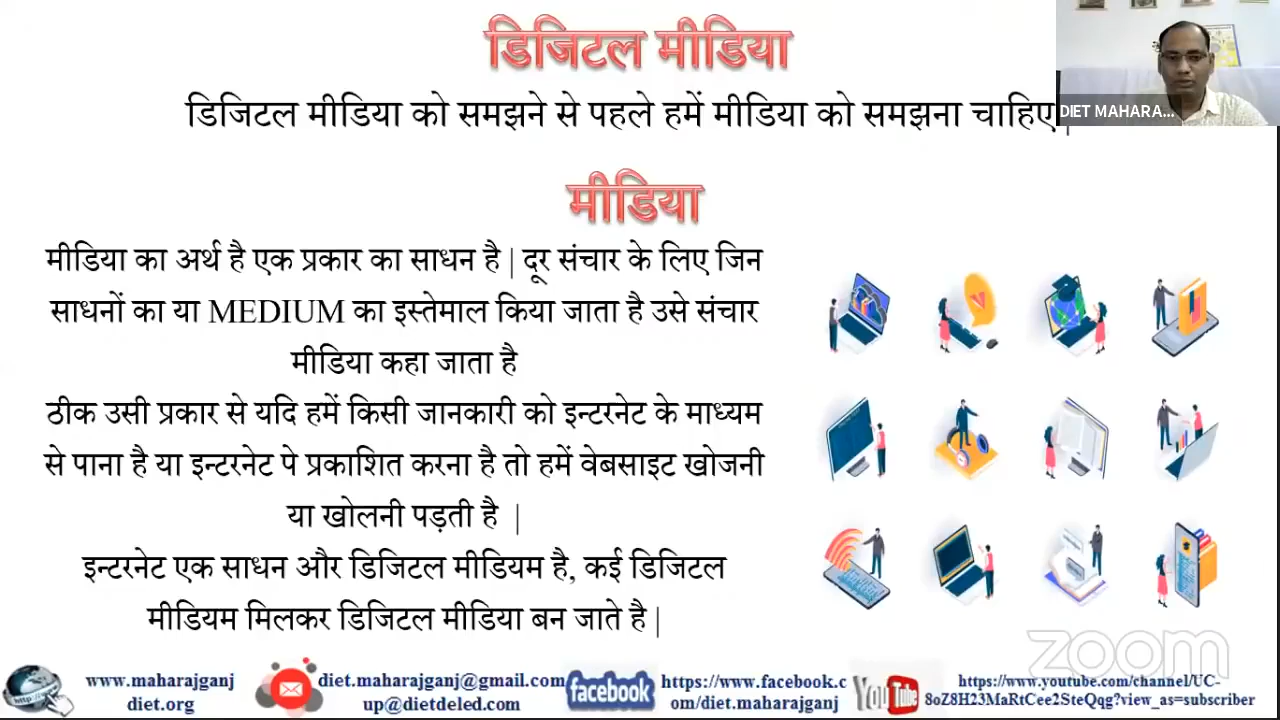 डिजिटल मीडिया
डिजिटल मीडिया को समझने से पहले हमें मीडिया को समझना चाहिए |
DIET MAHARA...
मीडिया
मीडिया का अर्थ है एक प्रकार का साधन है | दूर संचार के लिए जिन
साधनों का या MEDIUM का इस्तेमाल किया जाता है उसे संचार
मीडिया कहा जाता है
ठीक उसी प्रकार से यदि हमें किसी जानकारी को इन्टरनेट के माध्यम
से पाना है या इन्टरनेट पे प्रकाशित करना है तो हमें वेबसाइट खोजनी
या खोलनी पड़ती है |
इन्टरनेट एक साधन और डिजिटल मीडियम है, कई डिजिटल
मीडियम मिलकर डिजिटल मीडिया बन जाते है |
zoom
http://
www.maharajganj
diet.org
diet.maharajganj@gmail.com
up@dietdeled.com
facebook
https://www.facebook.c
om/diet.maharajganj
YouTube
https://www.youtube.com/channel/UC-
8oZ8H23MaRtCee2SteQqg?view_as=subscriber